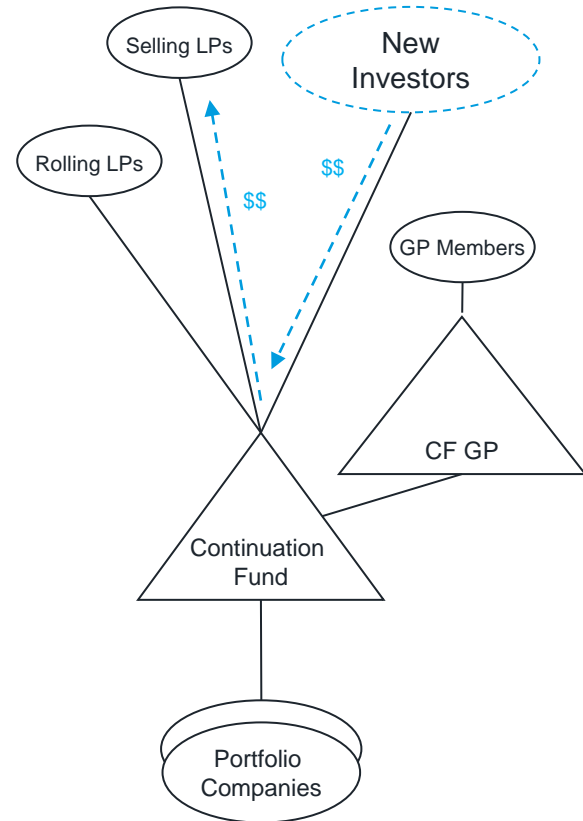 Selling LPs
New
Investors
Rolling LPs
$$
$$
GP Members
CF GP
Continuation
Fund
Portfolio
Companies